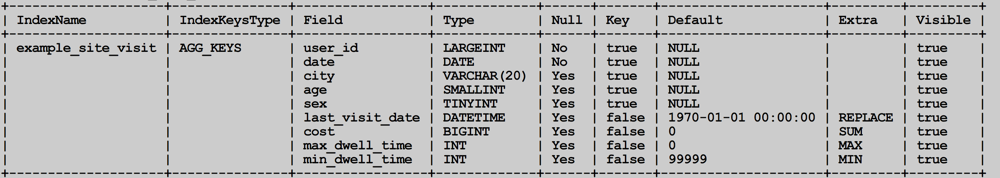 +--------------------+---------------+-----------------+-------------+------+-------+---------------------+---------+---------+
| IndexName          | IndexKeysType | Field           | Type        | Null | Key   | Default             | Extra   | Visible |
+--------------------+---------------+-----------------+-------------+------+-------+---------------------+---------+---------+
| example_site_visit | AGG_KEYS      | user_id         | LARGEINT    | No   | true  | NULL                |         | true    |
|                    |               | date            | DATE        | No   | true  | NULL                |         | true    |
|                    |               | city            | VARCHAR(20) | Yes  | true  | NULL                |         | true    |
|                    |               | age             | SMALLINT    | Yes  | true  | NULL                |         | true    |
|                    |               | sex             | TINYINT     | Yes  | true  | NULL                |         | true    |
|                    |               | last_visit_date | DATETIME    | Yes  | false | 1970-01-01 00:00:00 | REPLACE | true    |
|                    |               | cost            | BIGINT      | Yes  | false | 0                   | SUM     | true    |
|                    |               | max_dwell_time  | INT         | Yes  | false | 0                   | MAX     | true    |
|                    |               | min_dwell_time  | INT         | Yes  | false | 99999               | MIN     | true    |
+--------------------+---------------+-----------------+-------------+------+-------+---------------------+---------+---------+